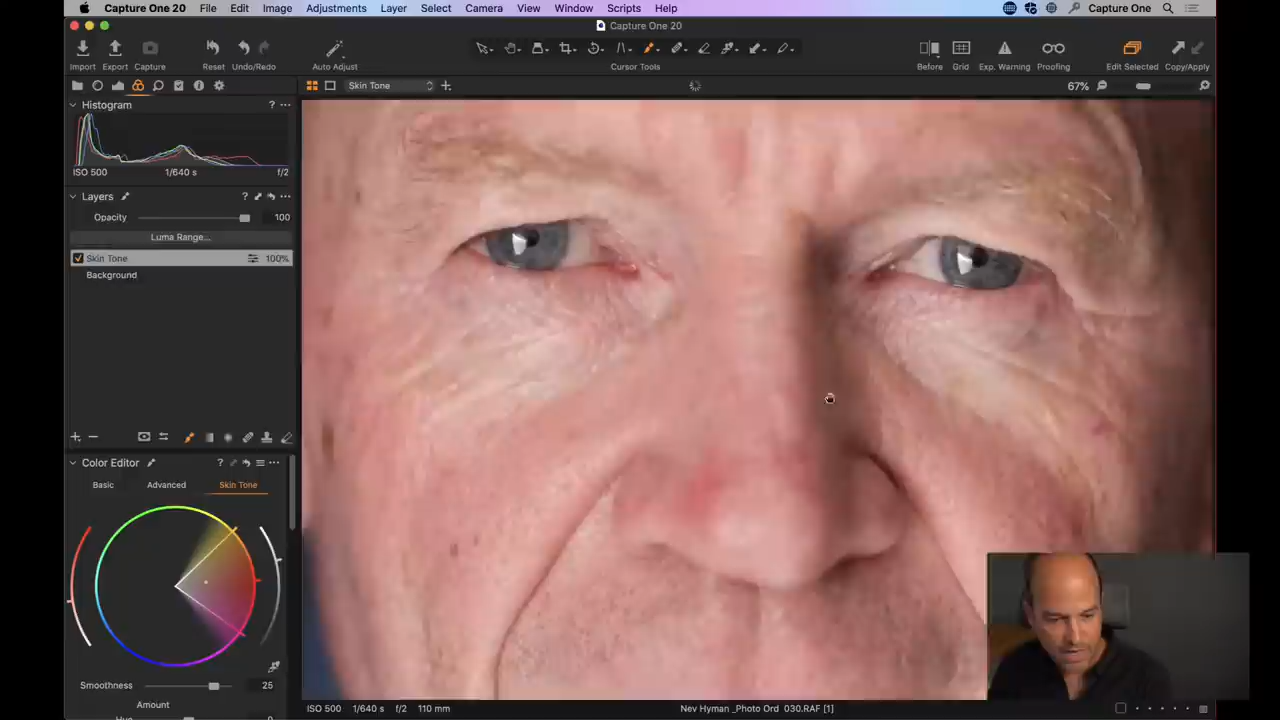 Capture One 20 File Edit Image Adjustments Layer Select Camera View Window Scripts Help Capture One
Capture One 20
Import Export Capture Reset Undo/Redo Auto Adjust Cursor Tools Before Grid Exp. Warning Proofing Edit Selected Copy/Apply
Skin Tone 67%
Histogram ? ...
ISO 500 1/640 s f/2
Layers ? ...
Opacity 100
Luma Range...
Skin Tone 100%
Background
Color Editor ? ...
Basic Advanced Skin Tone
Smoothness 25
Amount
Hue 0
ISO 500 1/640 s f/2 110 mm Nev Hyman _Photo Ord 030.RAF [1]